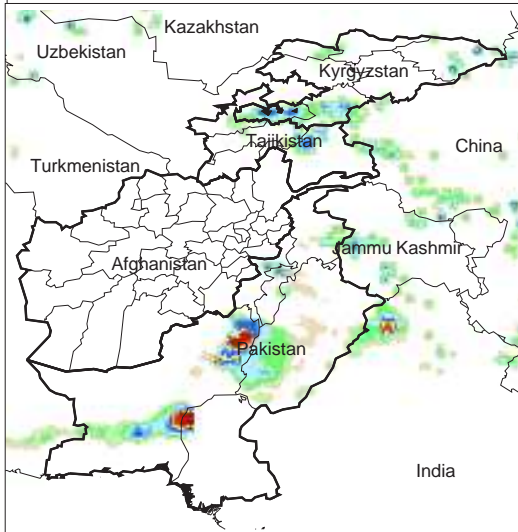 Kazakhstan
Uzbekistan
Kyrgyzstan
Tajikistan
China
Turkmenistan
Jammu Kashmir
Afghanistan
Pakistan
India